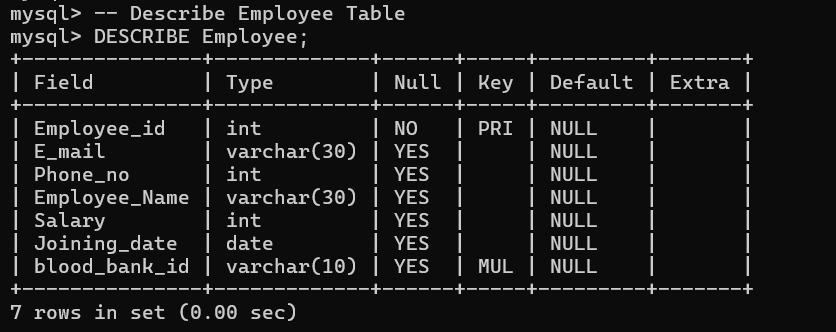 mysql> -- Describe Employee Table
mysql> DESCRIBE Employee;
+---------------+-------------+------+-----+---------+-------+
| Field         | Type        | Null | Key | Default | Extra |
+---------------+-------------+------+-----+---------+-------+
| Employee_id   | int         | NO   | PRI | NULL    |       |
| E_mail        | varchar(30) | YES  |     | NULL    |       |
| Phone_no      | int         | YES  |     | NULL    |       |
| Employee_Name | varchar(30) | YES  |     | NULL    |       |
| Salary        | int         | YES  |     | NULL    |       |
| Joining_date  | date        | YES  |     | NULL    |       |
| blood_bank_id | varchar(10) | YES  | MUL | NULL    |       |
+---------------+-------------+------+-----+---------+-------+
7 rows in set (0.00 sec)